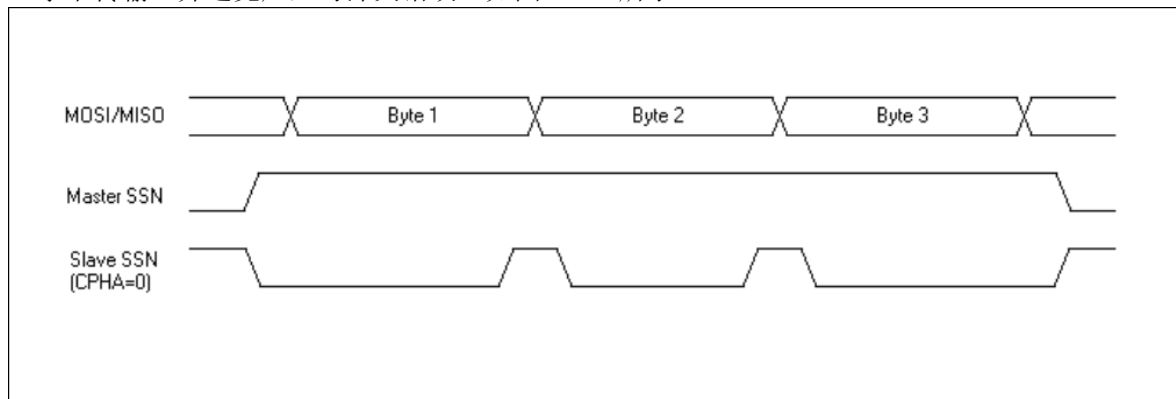 MOSI/MISO
Byte 1
Byte 2
Byte 3
Master SSN
Slave SSN
(CPHA=0)